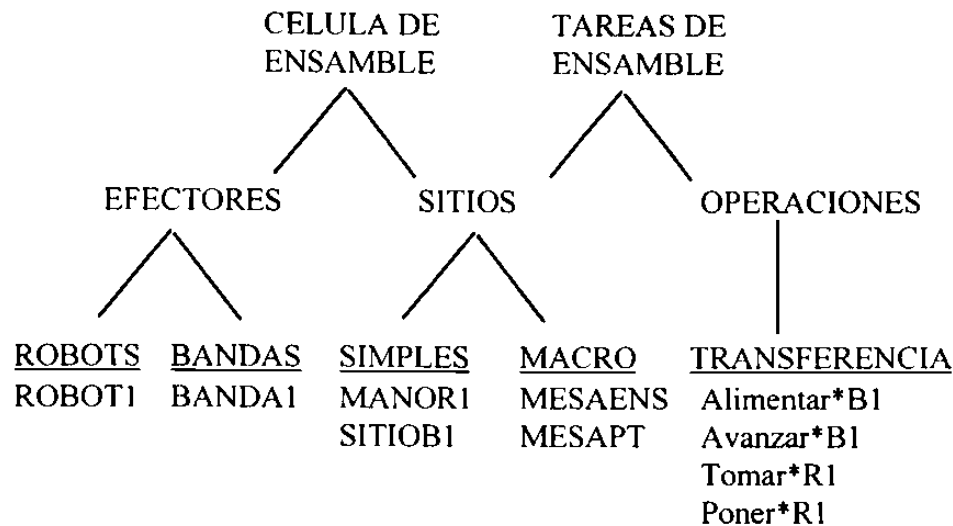 CELULA DE
ENSAMBLE
TAREAS DE
ENSAMBLE
EFECTORES
SITIOS
OPERACIONES
ROBOTS
ROBOT1
BANDAS
BANDA1
SIMPLES
MANOR1
SITIOB1
MACRO
MESAENS
MESAPT
TRANSFERENCIA
Alimentar*B1
Avanzar*B1
Tomar*R1
Poner*R1